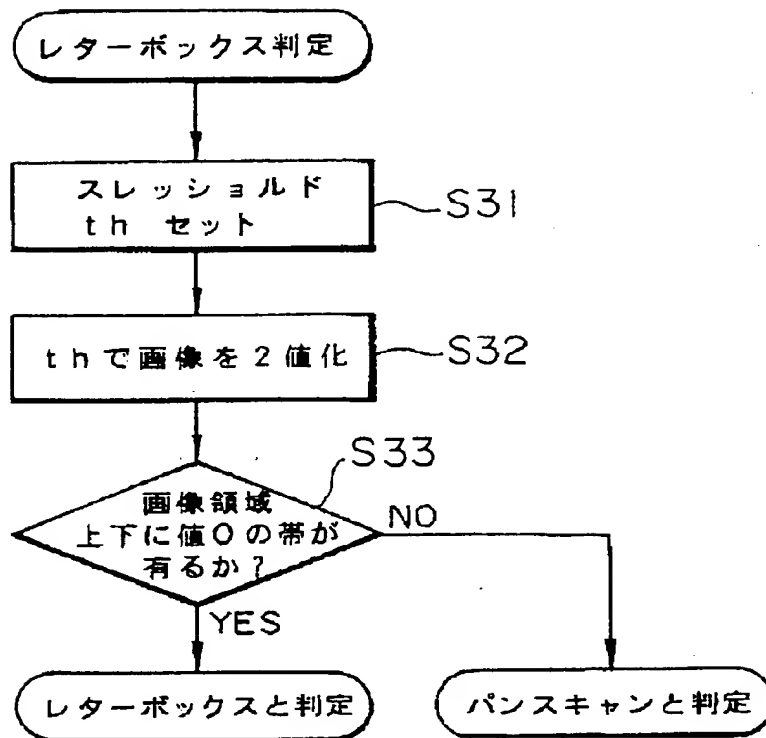 レターボックス判定
スレッショルド
th セット
S31
thで画像を2値化
S32
S33
画像領域
上下に値0の帯が
有るか?
NO
YES
レターボックスと判定
パンスキャンと判定